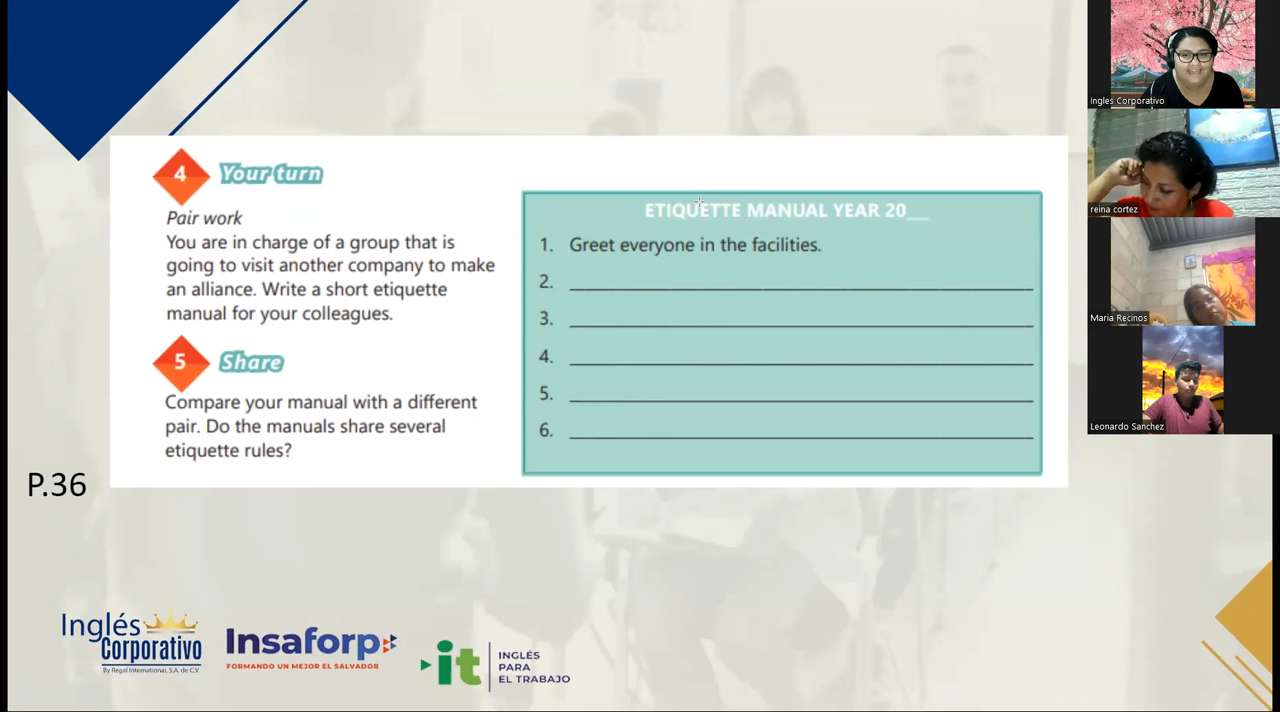 4 Your turn
Pair work
You are in charge of a group that is
going to visit another company to make
an alliance. Write a short etiquette
manual for your colleagues.
5 Share
Compare your manual with a different
pair. Do the manuals share several
etiquette rules?
P.36
ETIQUETTE MANUAL YEAR 20___
1. Greet everyone in the facilities.
2.
3.
4.
5.
6.
Inglés
Corporativo
By Regal International, S.A. de C.V.
Insaforp
FORMANDO UN MEJOR EL SALVADOR
it
INGLÉS
PARA
EL TRABAJO
Ingles Corporativo
reina cortez
Maria Recinos
Leonardo Sanchez